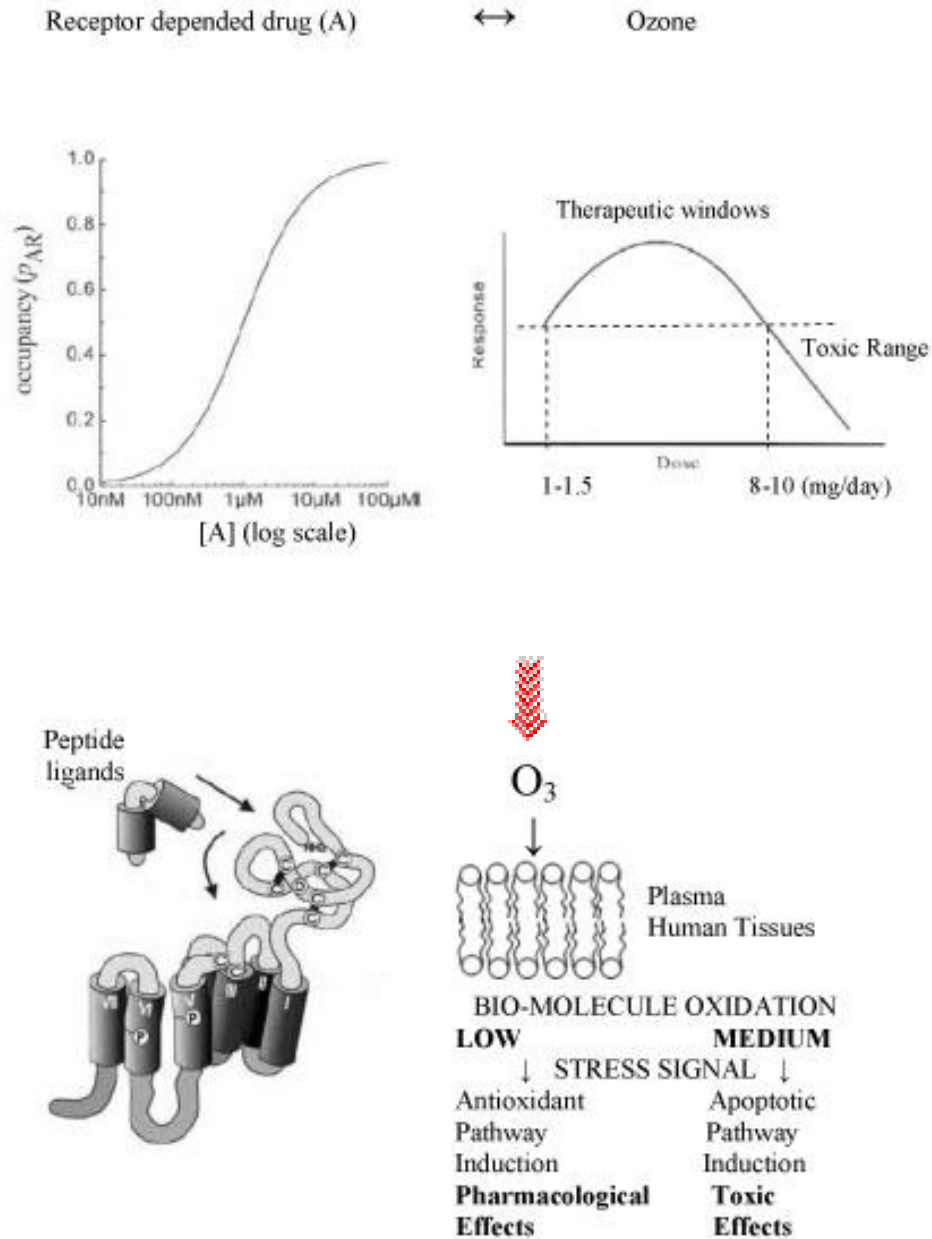 Receptor depended drug (A) ↔ Ozone
1.0
0.8
0.6
0.4
0.2
0.0
occupancy (pAR)
10nM 100nM 1µM 10µM 100µM
[A] (log scale)
Therapeutic windows
Response
Toxic Range
Dose
1-1.5 8-10 (mg/day)
Peptide
ligands
O3
Plasma
Human Tissues
P
P
I
BIO-MOLECULE OXIDATION
LOW MEDIUM
↓ STRESS SIGNAL ↓
Antioxidant Apoptotic
Pathway Pathway
Induction Induction
Pharmacological Toxic
Effects Effects